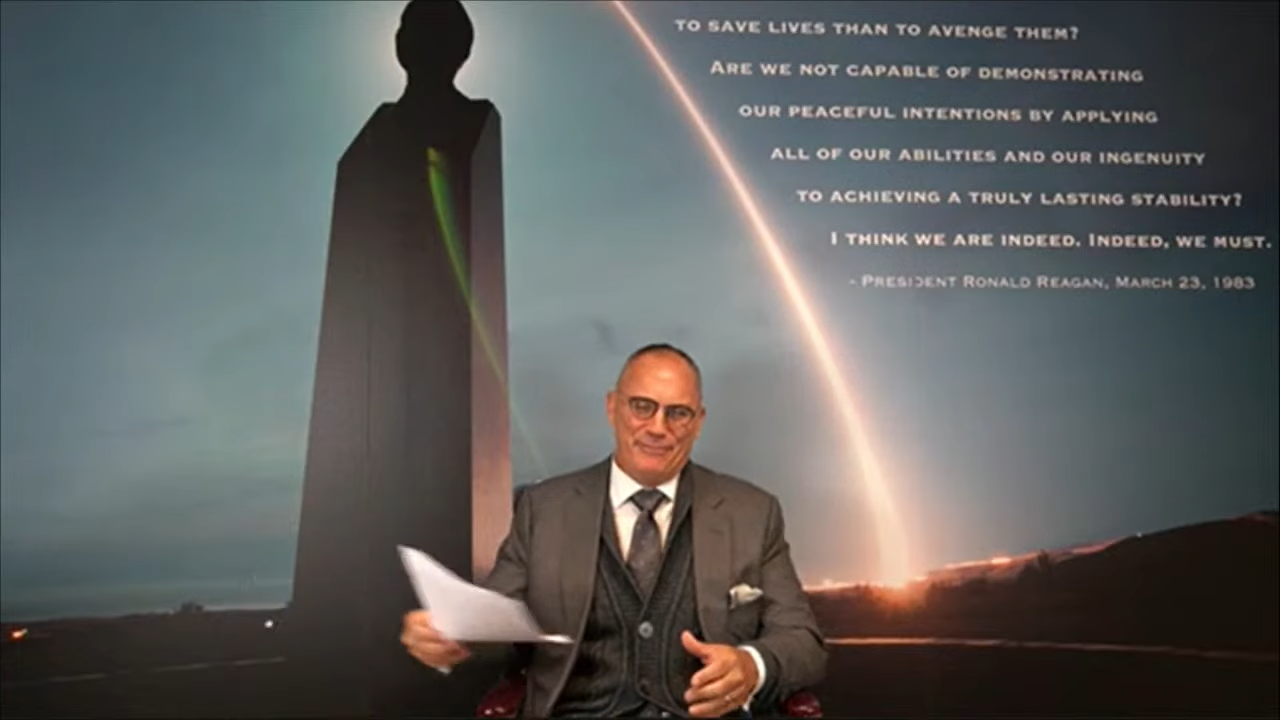 TO SAVE LIVES THAN TO AVENGE THEM?
ARE WE NOT CAPABLE OF DEMONSTRATING
OUR PEACEFUL INTENTIONS BY APPLYING
ALL OF OUR ABILITIES AND OUR INGENUITY
TO ACHIEVING A TRULY LASTING STABILITY?
I THINK WE ARE INDEED. INDEED, WE MUST.
- PRESIDENT RONALD REAGAN, MARCH 23, 1983